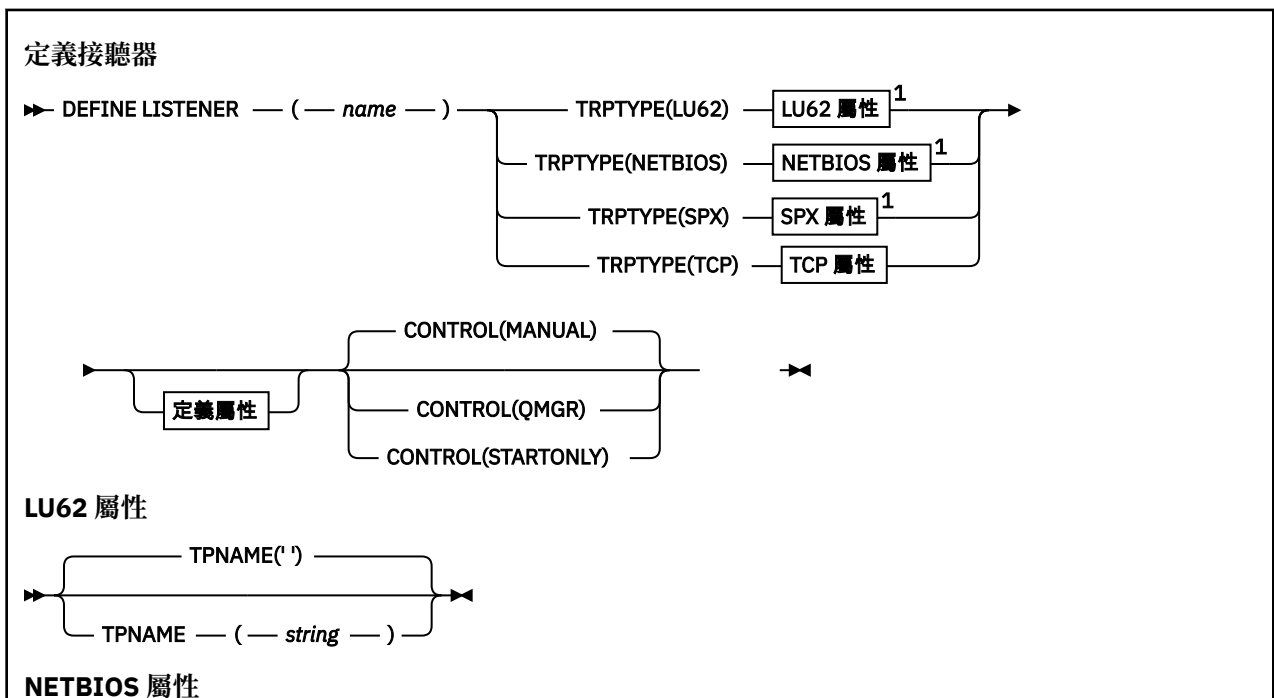 定義接聽器
DEFINE LISTENER ( name ) TRPTYPE(LU62) LU62 屬性 1
TRPTYPE(NETBIOS) NETBIOS 屬性 1
TRPTYPE(SPX) SPX 屬性 1
TRPTYPE(TCP) TCP 屬性
CONTROL(MANUAL)
定義屬性
CONTROL(QMGR)
CONTROL(STARTONLY)
LU62 屬性
TPNAME(' ')
TPNAME ( string )
NETBIOS 屬性